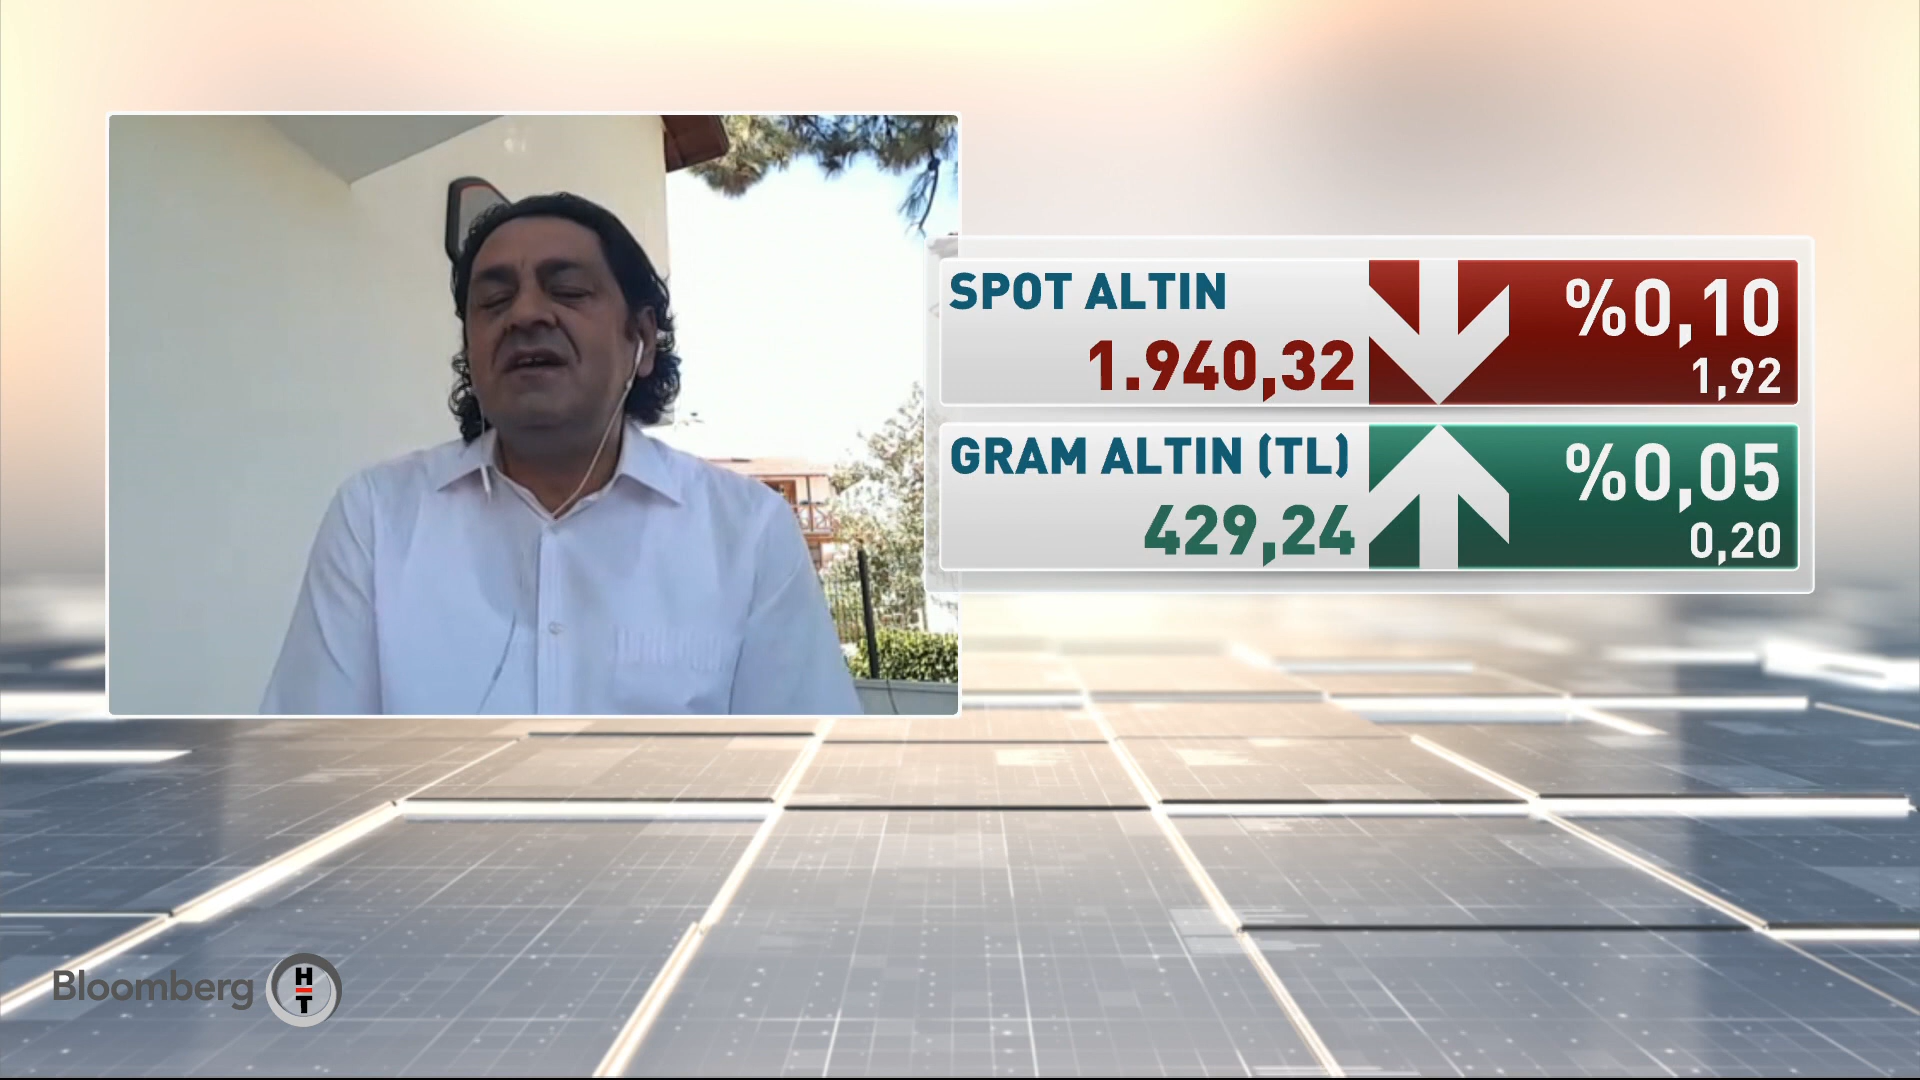 SPOT ALTIN
1.940,32
%0,10
1,92
GRAM ALTIN (TL)
429,24
%0,05
0,20
Bloomberg HT